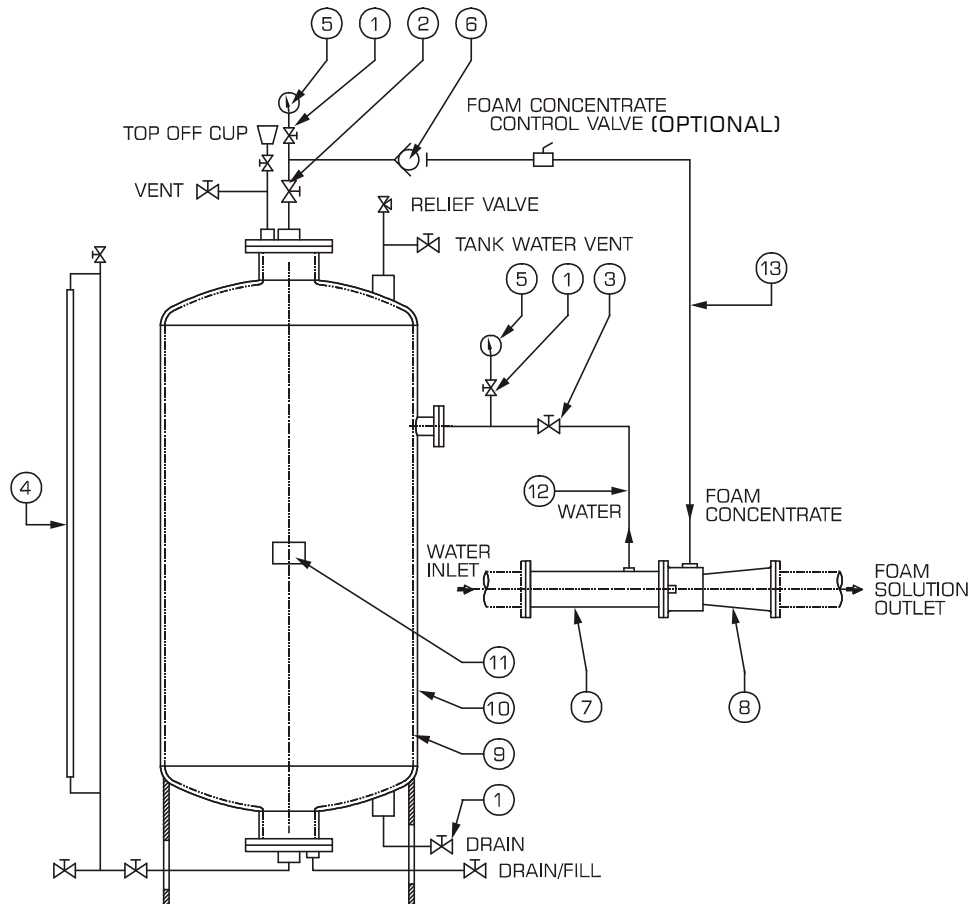 5
1
2
6
FOAM CONCENTRATE
CONTROL VALVE (OPTIONAL)
TOP OFF CUP
VENT
RELIEF VALVE
TANK WATER VENT
5
1
3
13
4
12
WATER
FOAM
CONCENTRATE
WATER
INLET
FOAM
SOLUTION
OUTLET
11
10
7
8
9
1
DRAIN
DRAIN/FILL